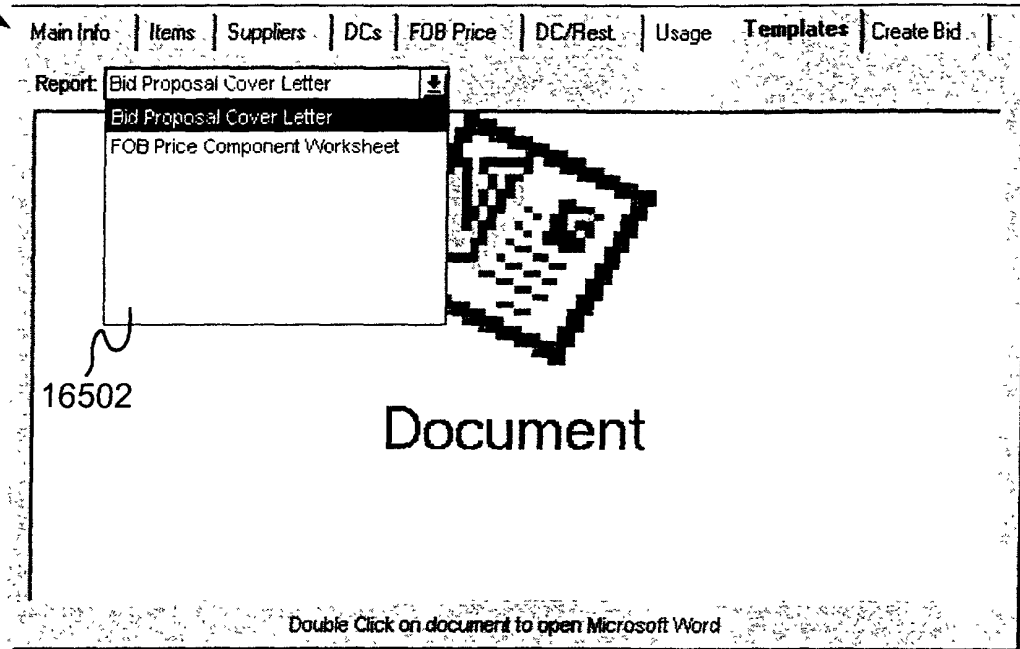 Main Info Items Suppliers DCs FOB Price DC/Rest. Usage Templates Create Bid
Report: Bid Proposal Cover Letter
Bid Proposal Cover Letter
FOB Price Component Worksheet
16502
Document
Double Click on document to open Microsoft Word